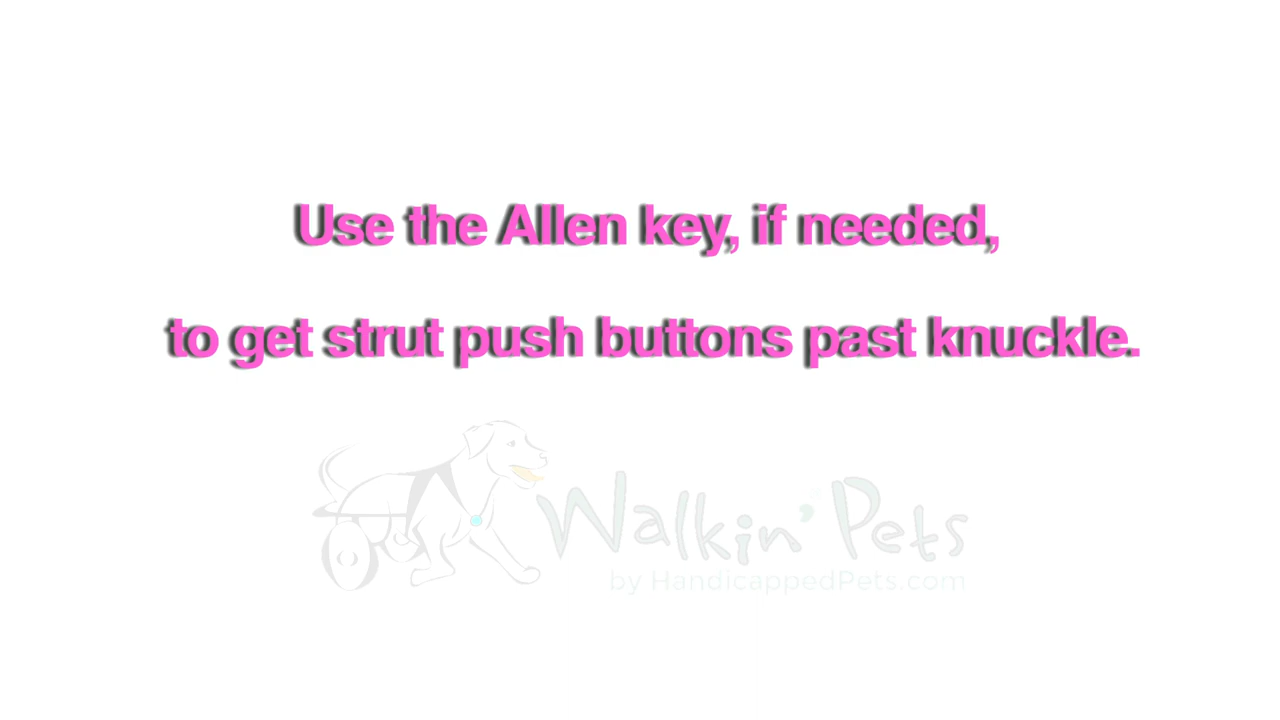 Use the Allen key, if needed,
to get strut push buttons past knuckle.
Walkin' Pets
by HandicappedPets.com